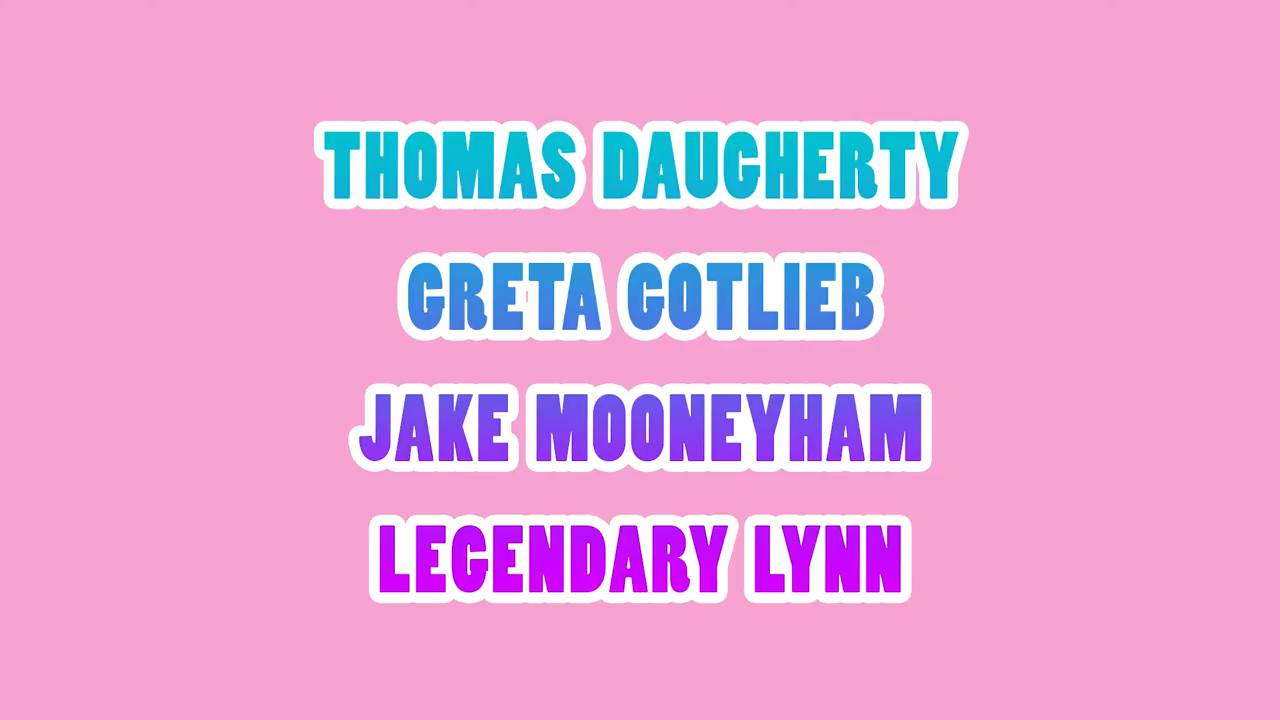 THOMAS DAUGHERTY
GRETA GOTLIEB
JAKE MOONEYHAM
LEGENDARY LYNN